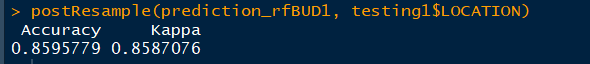 > postResample(prediction_rfBUD1, testing1$LOCATION)
Accuracy Kappa
0.8595779 0.8587076